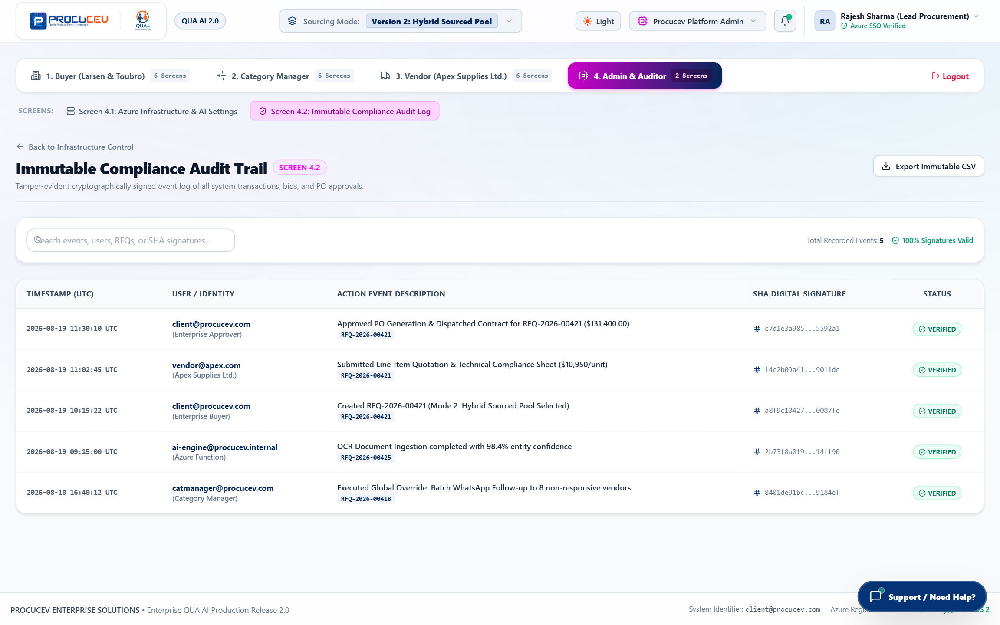 PROCUCEV
Redefining Procurement
QUA AI
QUA AI 2.0
Sourcing Mode: Version 2: Hybrid Sourced Pool
Light
Procucev Platform Admin
RA
Rajesh Sharma (Lead Procurement)
Azure SSO Verified
1. Buyer (Larsen & Toubro) 6 Screens
2. Category Manager 6 Screens
3. Vendor (Apex Supplies Ltd.) 6 Screens
4. Admin & Auditor 2 Screens
Logout
SCREENS: Screen 4.1: Azure Infrastructure & AI Settings Screen 4.2: Immutable Compliance Audit Log
Back to Infrastructure Control
Immutable Compliance Audit Trail SCREEN 4.2
Export Immutable CSV
Tamper-evident cryptographically signed event log of all system transactions, bids, and PO approvals.
Search events, users, RFQs, or SHA signatures...
Total Recorded Events: 5 100% Signatures Valid
TIMESTAMP (UTC) USER / IDENTITY ACTION EVENT DESCRIPTION SHA DIGITAL SIGNATURE STATUS
2026-08-19 11:30:10 UTC
client@procucev.com
(Enterprise Approver)
Approved PO Generation & Dispatched Contract for RFQ-2026-00421 ($131,400.00)
RFQ-2026-00421
# c7d1e3a985...5592a1
VERIFIED
2026-08-19 11:02:45 UTC
vendor@apex.com
(Apex Supplies Ltd.)
Submitted Line-Item Quotation & Technical Compliance Sheet ($10,950/unit)
RFQ-2026-00421
# f4e2b09a41...9011de
VERIFIED
2026-08-19 10:15:22 UTC
client@procucev.com
(Enterprise Buyer)
Created RFQ-2026-00421 (Mode 2: Hybrid Sourced Pool Selected)
RFQ-2026-00421
# a8f9c10427...0087fe
VERIFIED
2026-08-19 09:15:00 UTC
ai-engine@procucev.internal
(Azure Function)
OCR Document Ingestion completed with 98.4% entity confidence
RFQ-2026-00425
# 2b73f8a019...14ff90
VERIFIED
2026-08-18 16:40:12 UTC
catmanager@procucev.com
(Category Manager)
Executed Global Override: Batch WhatsApp Follow-up to 8 non-responsive vendors
RFQ-2026-00418
# 8401de91bc...9184ef
VERIFIED
Support / Need Help?
PROCUCEV ENTERPRISE SOLUTIONS • Enterprise QUA AI Production Release 2.0
System Identifier: client@procucev.com Azure